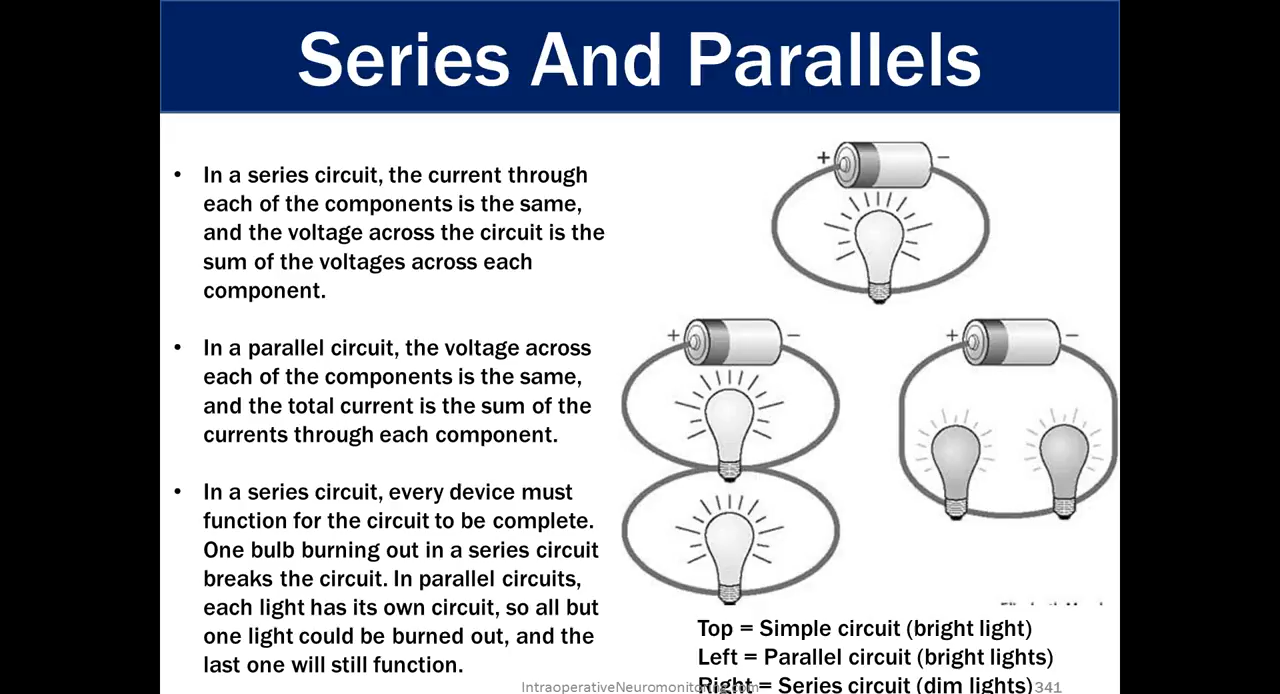 Series And Parallels
• In a series circuit, the current through
each of the components is the same,
and the voltage across the circuit is the
sum of the voltages across each
component.
• In a parallel circuit, the voltage across
each of the components is the same,
and the total current is the sum of the
currents through each component.
• In a series circuit, every device must
function for the circuit to be complete.
One bulb burning out in a series circuit
breaks the circuit. In parallel circuits,
each light has its own circuit, so all but
one light could be burned out, and the
last one will still function.
+ −
+ −
+ −
Top = Simple circuit (bright light)
Left = Parallel circuit (bright lights)
Right = Series circuit (dim lights)
IntraoperativeNeuromonitoring.com
341